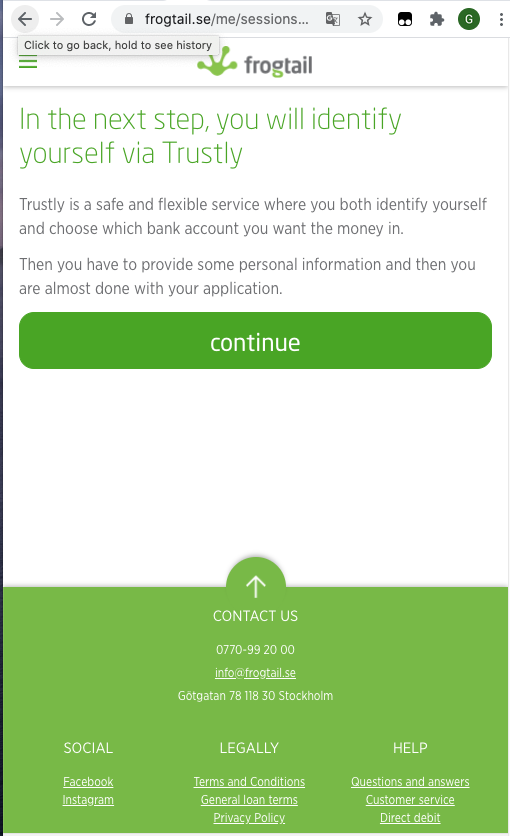 frogtail.se/me/sessions...
G
Click to go back, hold to see history
frogtail
In the next step, you will identify
yourself via Trustly
Trustly is a safe and flexible service where you both identify yourself
and choose which bank account you want the money in.
Then you have to provide some personal information and then you
are almost done with your application.
continue
CONTACT US
0770-99 20 00
info@frogtail.se
Götgatan 78 118 30 Stockholm
SOCIAL
Facebook
Instagram
LEGALLY
Terms and Conditions
General loan terms
Privacy Policy
HELP
Questions and answers
Customer service
Direct debit